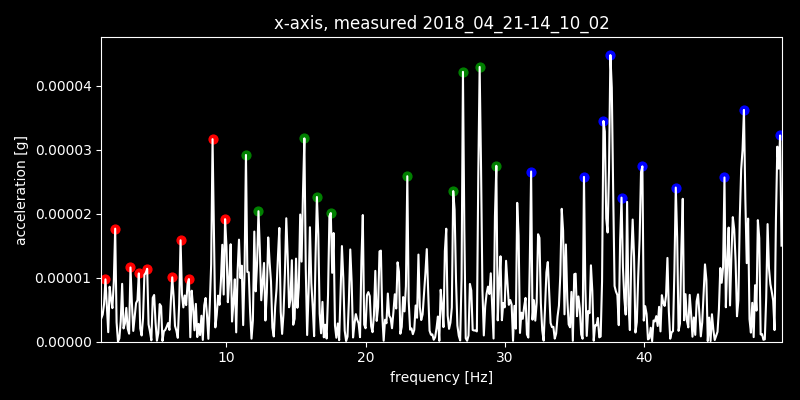 x-axis, measured 2018_04_21-14_10_02
acceleration [g]
0.00004
0.00003
0.00002
0.00001
0.00000
10 20 30 40
frequency [Hz]